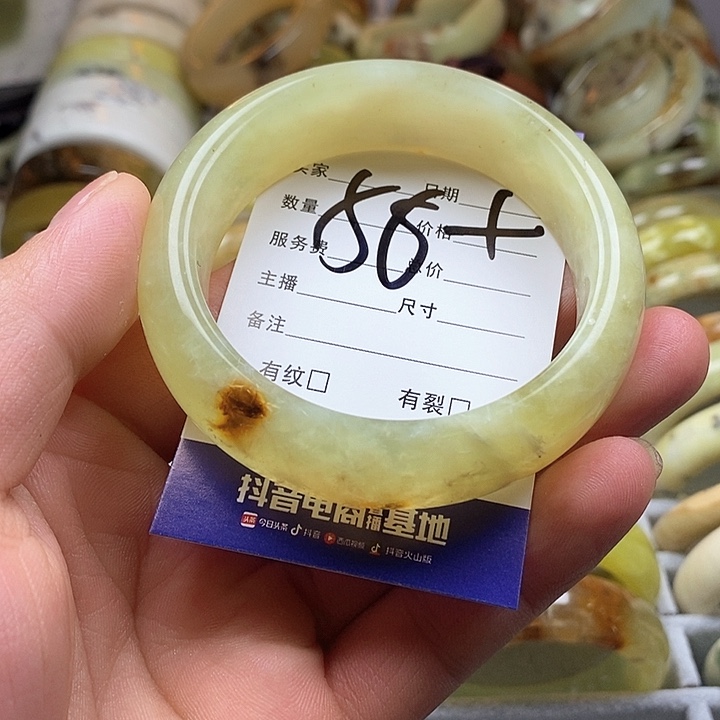 买家 日期
数量 价格
服务费 总价
主播 尺寸
备注
有纹□ 有裂□
88+
抖音电商直播基地
今日头条 抖音 西瓜视频 抖音火山版